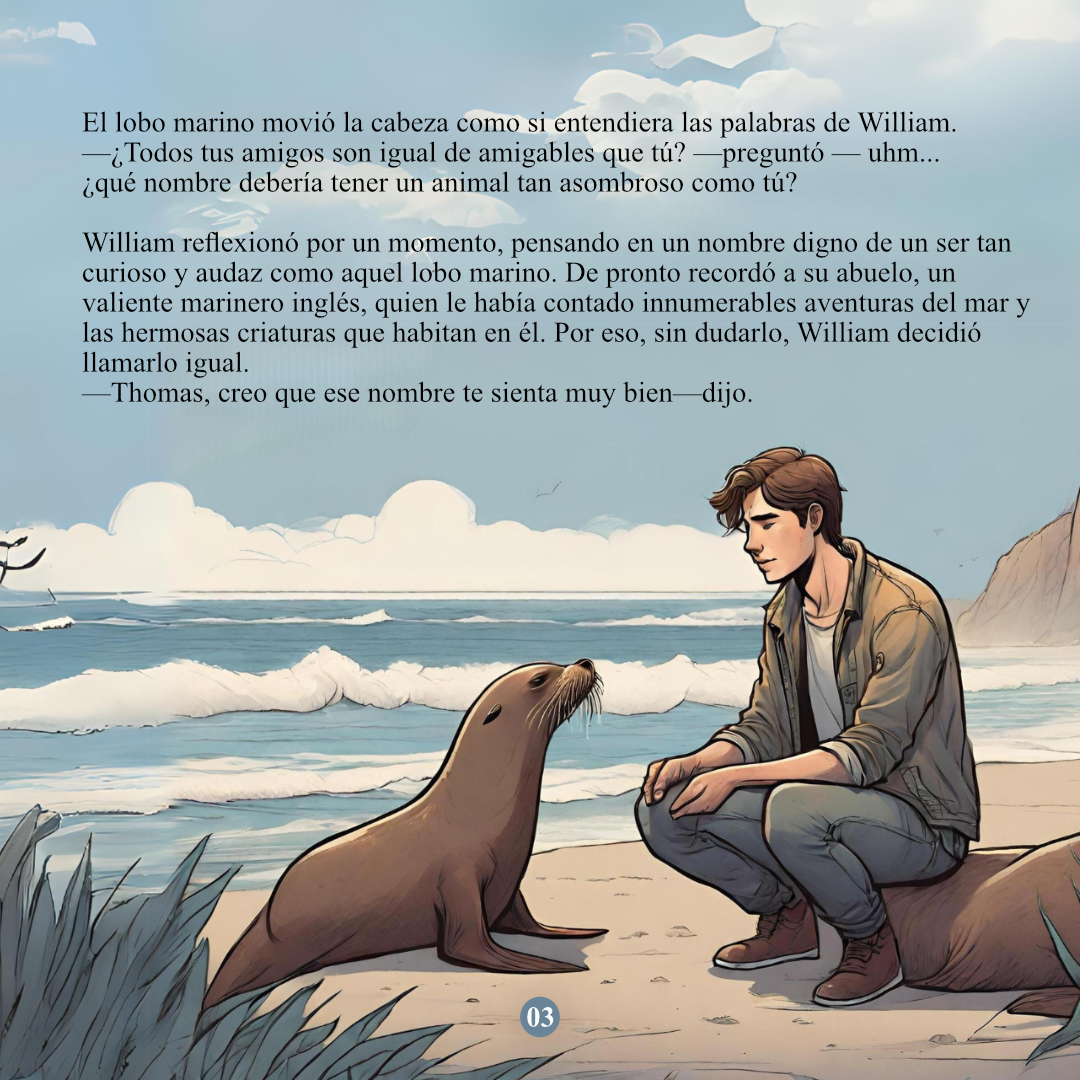 El lobo marino movió la cabeza como si entendiera las palabras de William.
—¿Todos tus amigos son igual de amigables que tú? —preguntó — uhm...
¿qué nombre debería tener un animal tan asombroso como tú?
William reflexionó por un momento, pensando en un nombre digno de un ser tan
curioso y audaz como aquel lobo marino. De pronto recordó a su abuelo, un
valiente marinero inglés, quien le había contado innumerables aventuras del mar y
las hermosas criaturas que habitan en él. Por eso, sin dudarlo, William decidió
llamarlo igual.
—Thomas, creo que ese nombre te sienta muy bien—dijo.
03